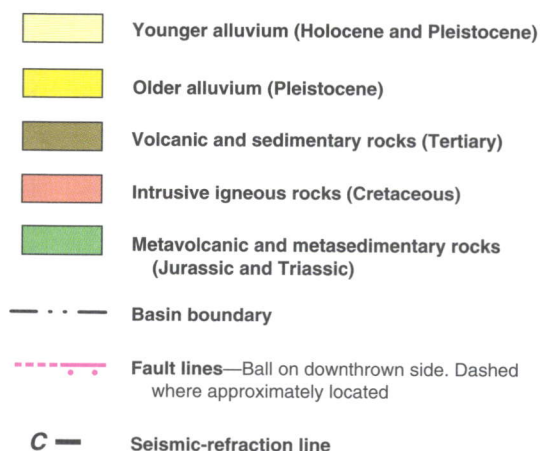 Younger alluvium (Holocene and Pleistocene)
Older alluvium (Pleistocene)
Volcanic and sedimentary rocks (Tertiary)
Intrusive igneous rocks (Cretaceous)
Metavolcanic and metasedimentary rocks
(Jurassic and Triassic)
Basin boundary
Fault lines—Ball on downthrown side. Dashed
where approximately located
C Seismic-refraction line